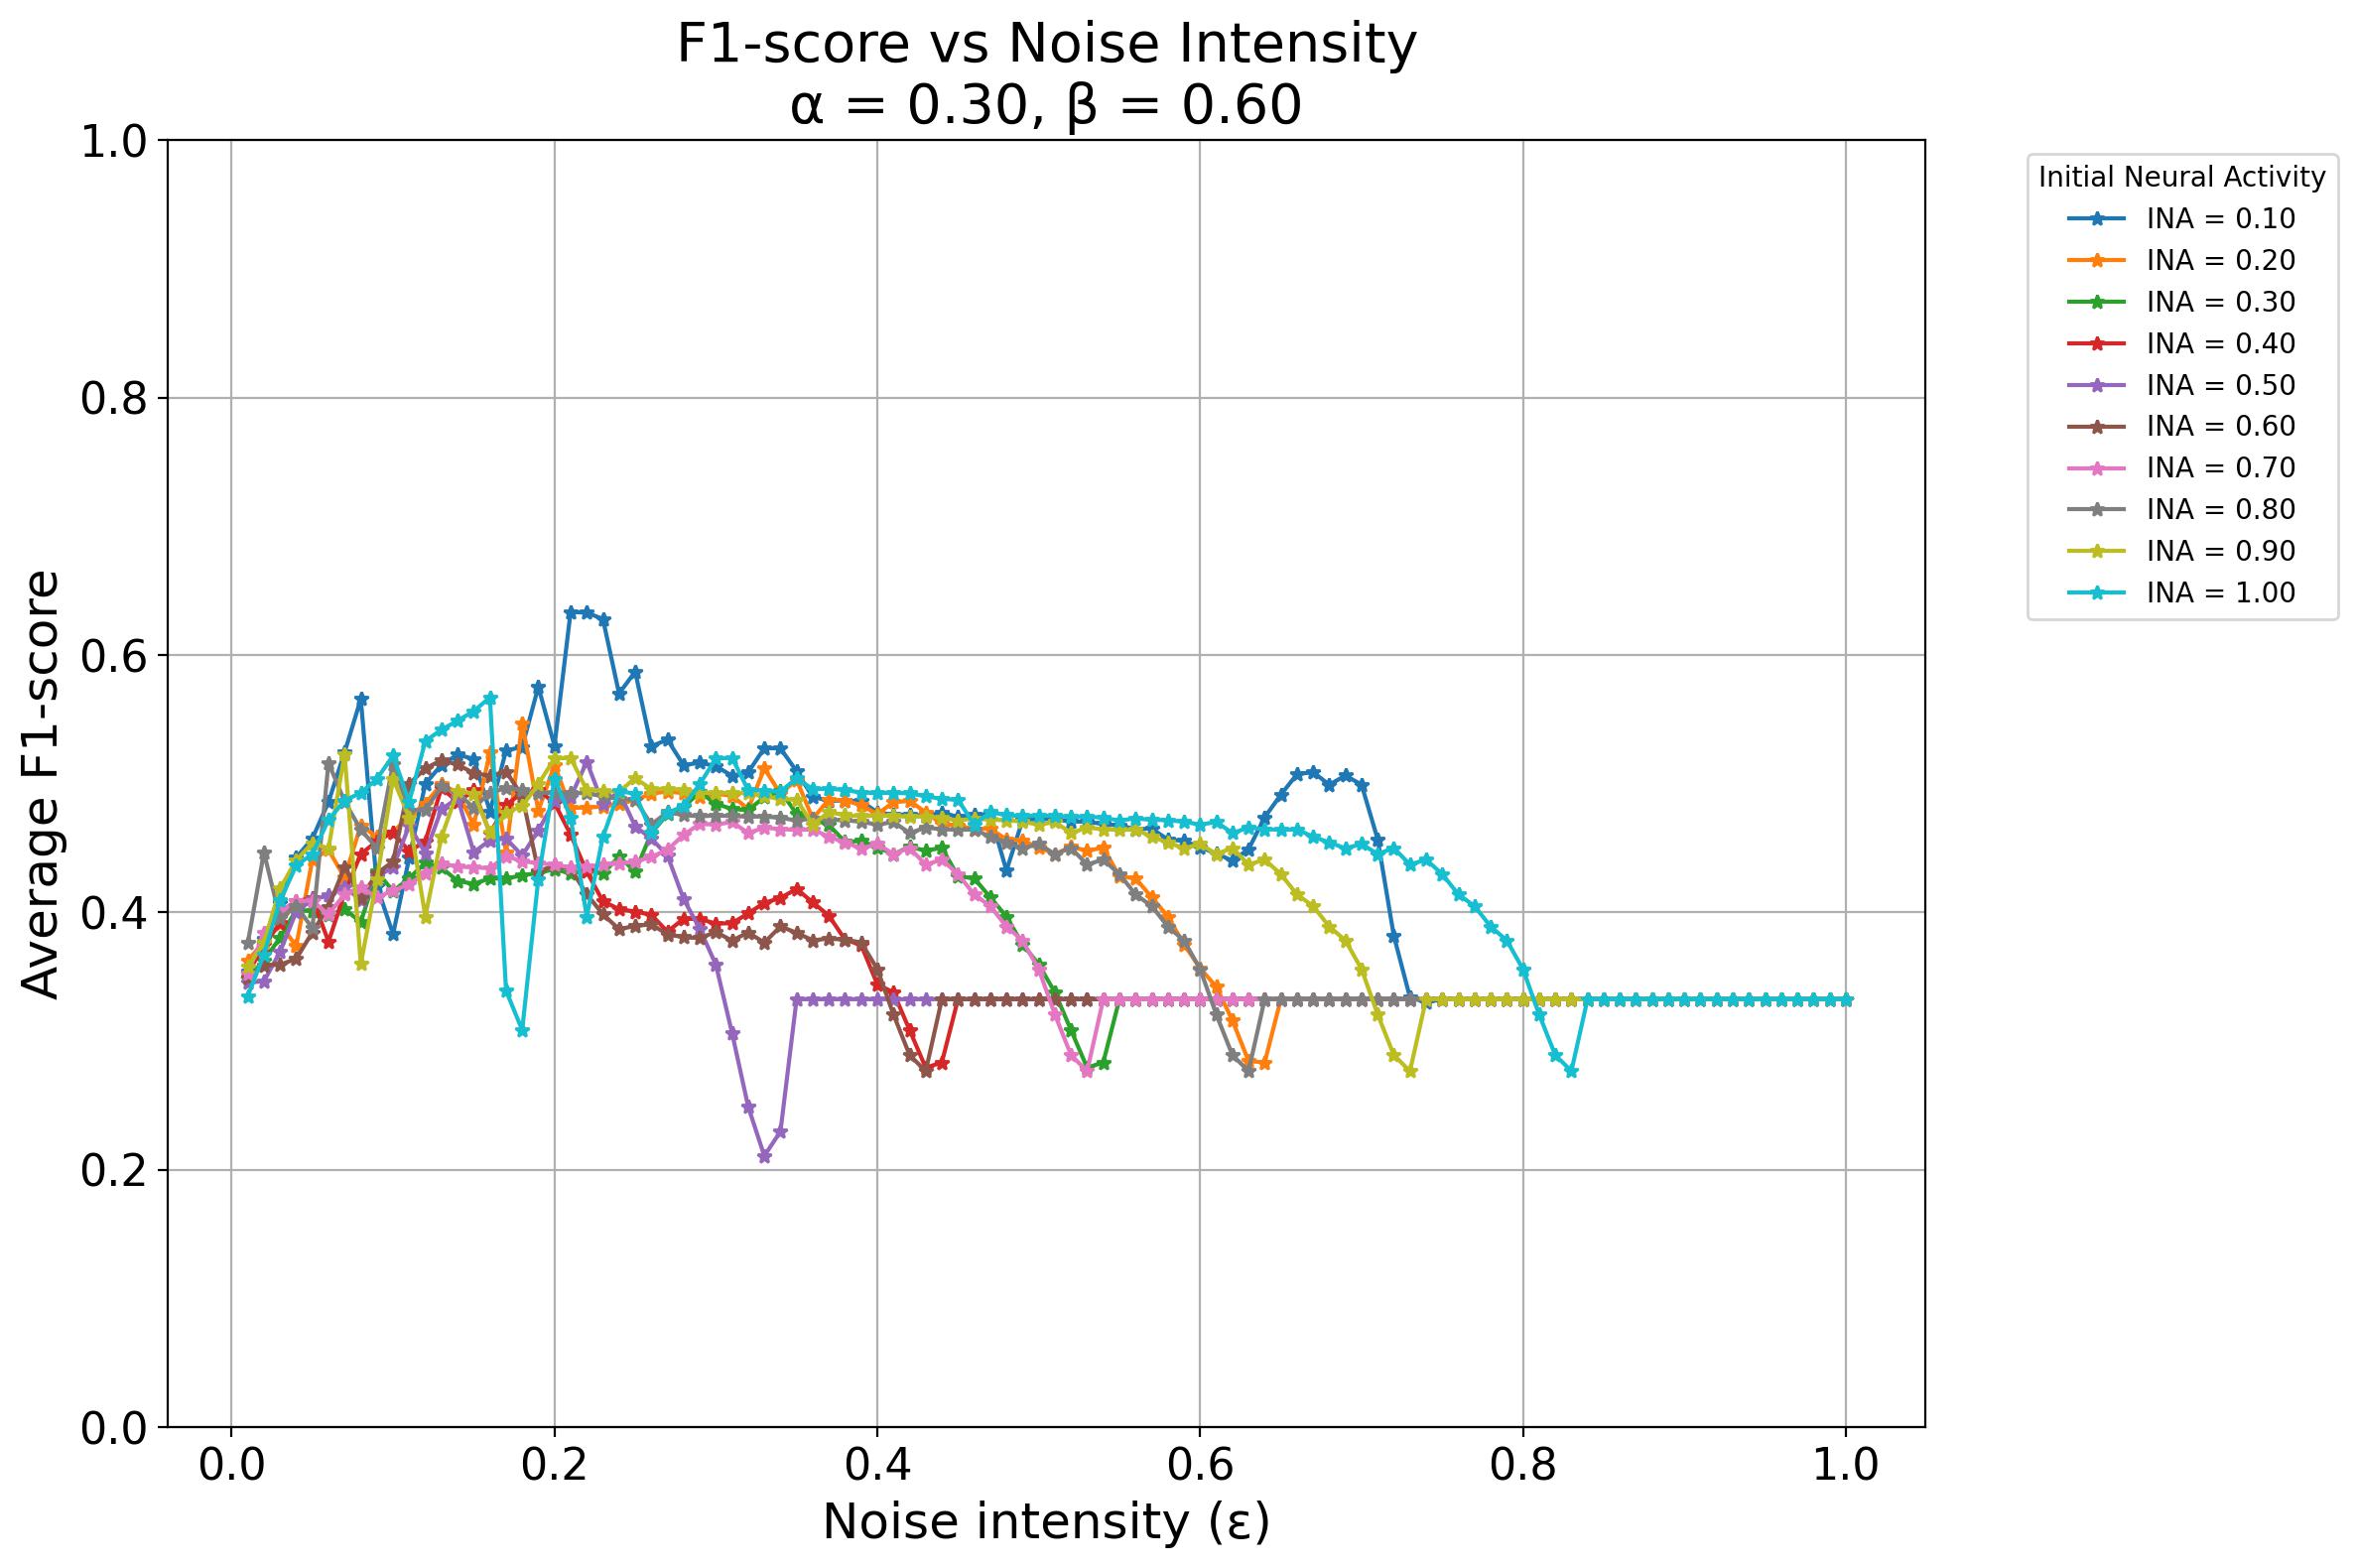 F1-score vs Noise Intensity
α = 0.30, β = 0.60
1.0
0.8
0.6
0.4
0.2
0.0
Average F1-score
0.0
0.2
0.4
0.6
0.8
1.0
Noise intensity (ε)
Initial Neural Activity
INA = 0.10
INA = 0.20
INA = 0.30
INA = 0.40
INA = 0.50
INA = 0.60
INA = 0.70
INA = 0.80
INA = 0.90
INA = 1.00